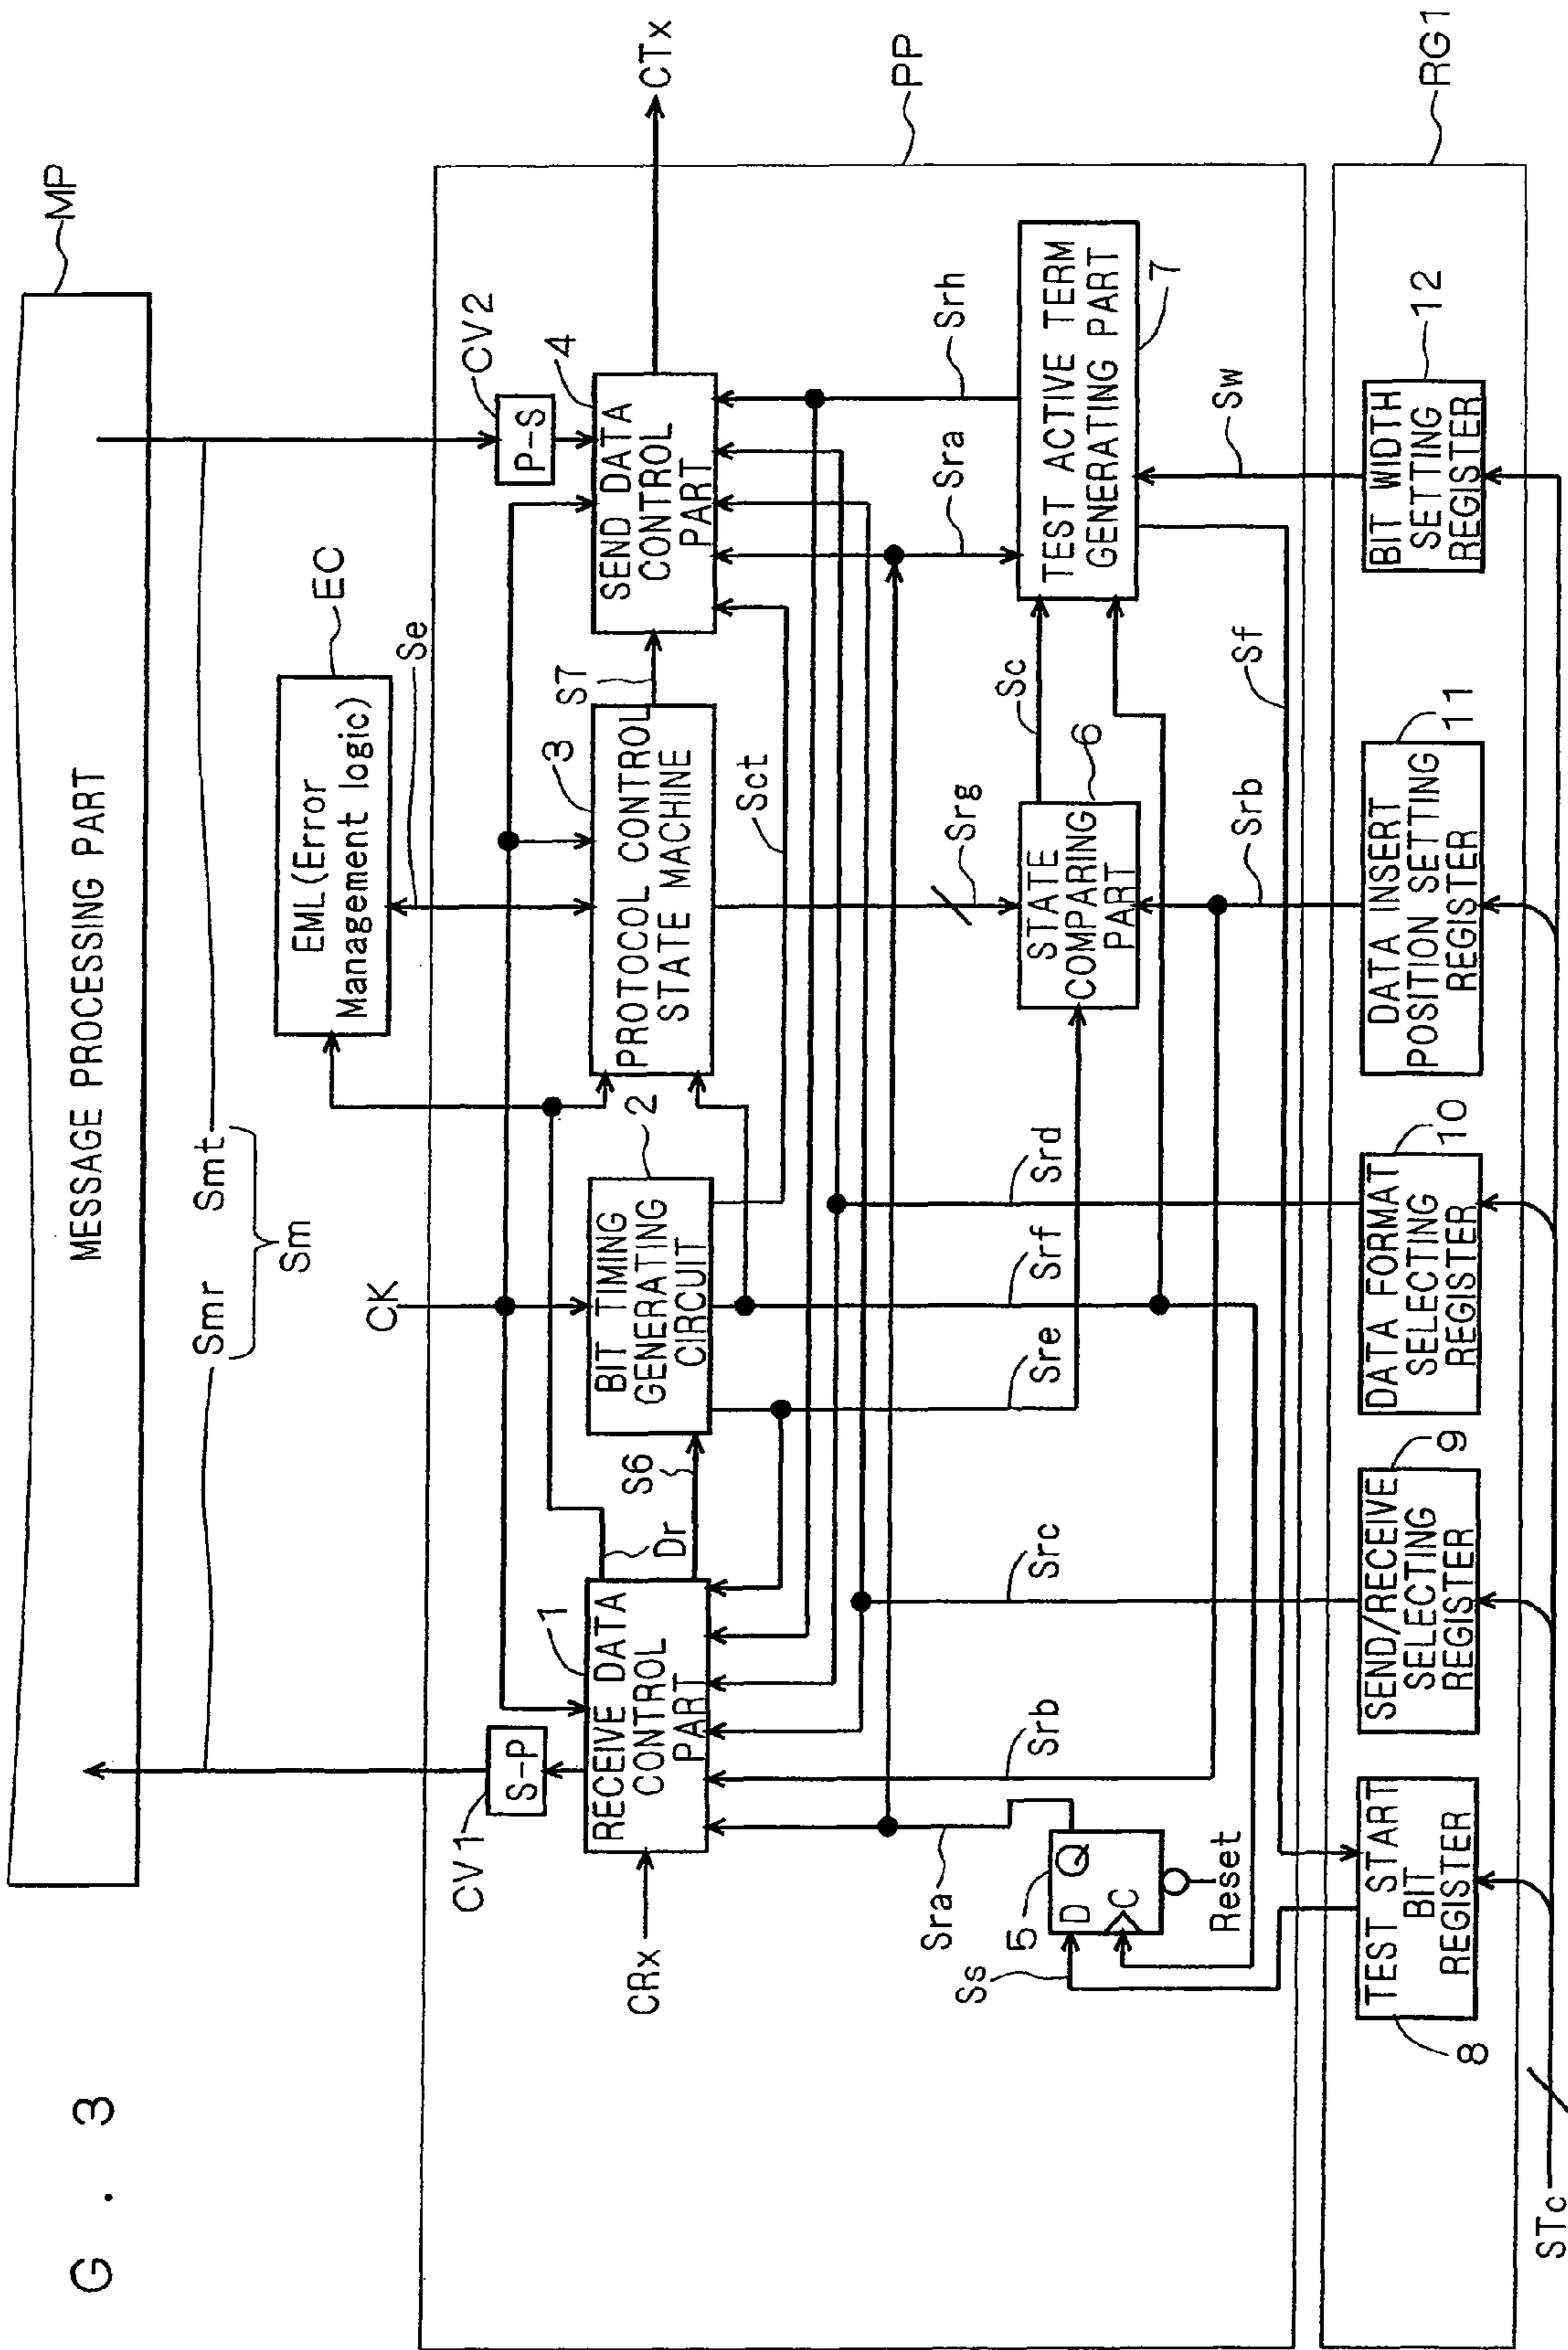 G . 3
MESSAGE PROCESSING PART
MP
Smr
Smt
Sm
EML(Error
Management logic)
EC
Se
CK
CV1
S-P
CV2
P-S
CRx
RECEIVE DATA
CONTROL
PART
1
Dr
S6
BIT TIMING
GENERATING
CIRCUIT
2
PROTOCOL CONTROL
STATE MACHINE
3
S7
SEND DATA
CONTROL
PART
4
CTx
Sct
PP
Sra
Srb
Src
Sre
Srf
Srd
Srg
Sra
Srh
Ss
5
D
Q
C
Reset
STATE
COMPARING
PART
6
Sc
TEST ACTIVE TERM
GENERATING PART
7
Srb
Sf
Sw
TEST START
BIT
REGISTER
8
SEND/RECEIVE
SELECTING
REGISTER
9
DATA FORMAT
SELECTING
REGISTER
10
DATA INSERT
POSITION SETTING
REGISTER
11
BIT WIDTH
SETTING
REGISTER
12
RG1
STc